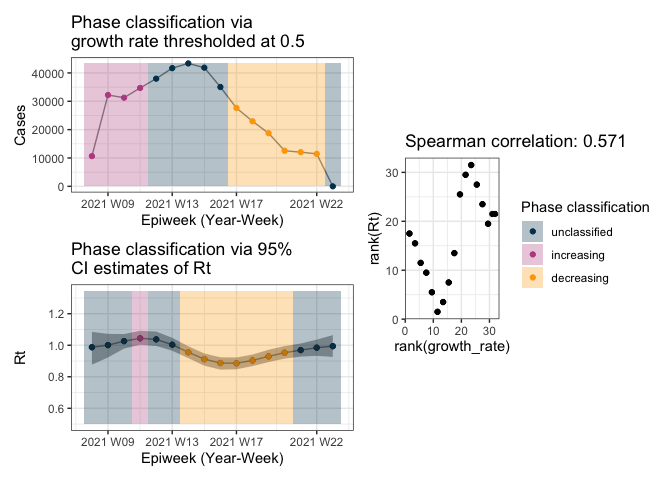 Phase classification via
growth rate thresholded at 0.5
40000
30000
20000
10000
0
Cases
2021 W09
2021 W13
2021 W17
2021 W22
Epiweek (Year-Week)
Phase classification via 95%
CI estimates of Rt
1.2
1.0
0.8
0.6
Rt
2021 W09
2021 W13
2021 W17
2021 W22
Epiweek (Year-Week)
Spearman correlation: 0.571
30
20
10
0
rank(Rt)
0
10
20
30
rank(growth_rate)
Phase classification
unclassified
increasing
decreasing